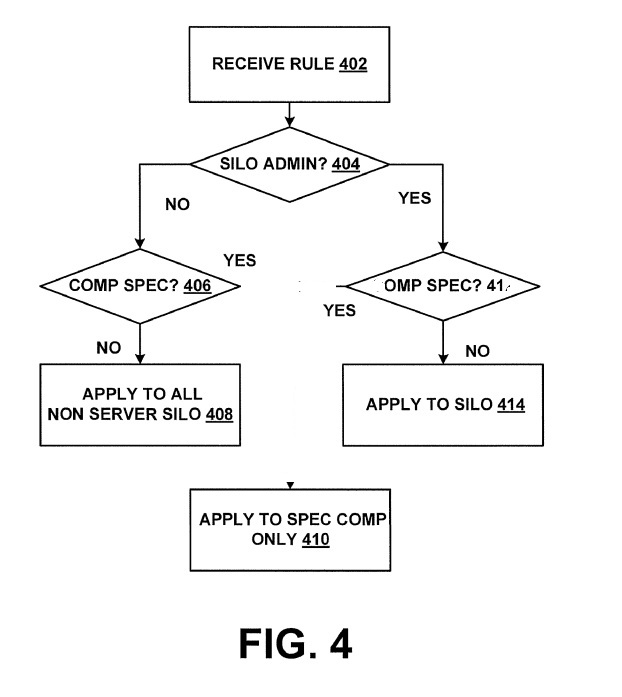 RECEIVE RULE 402
SILO ADMIN? 404
NO
YES
COMP SPEC? 406
YES
OMP SPEC? 41
YES
NO
NO
APPLY TO ALL
NON SERVER SILO 408
APPLY TO SILO 414
APPLY TO SPEC COMP
ONLY 410
FIG. 4